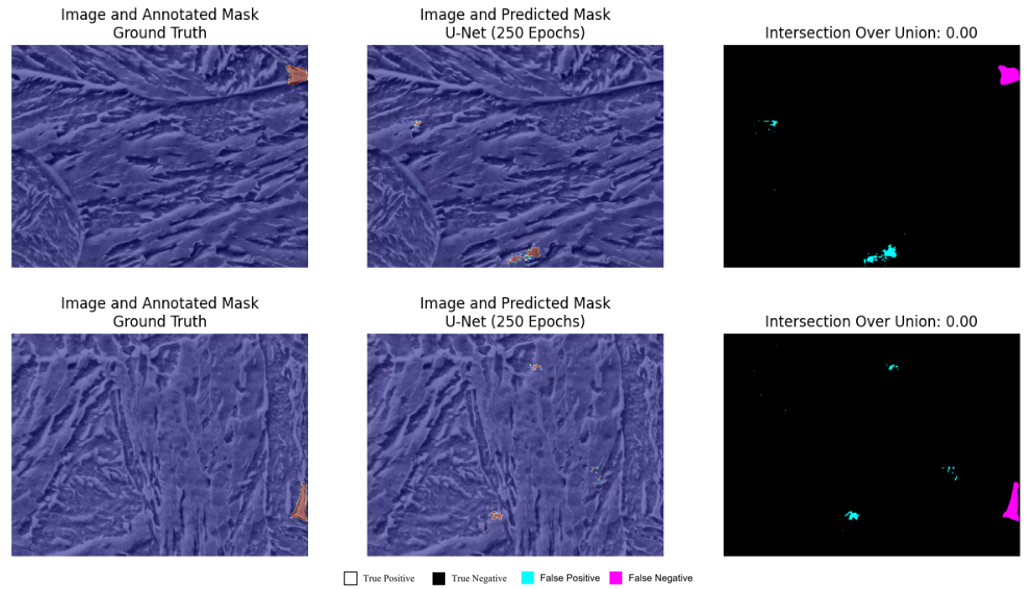 Image and Annotated Mask
Ground Truth
Image and Predicted Mask
U-Net (250 Epochs)
Intersection Over Union: 0.00
Image and Annotated Mask
Ground Truth
Image and Predicted Mask
U-Net (250 Epochs)
Intersection Over Union: 0.00
True Positive
True Negative
False Positive
False Negative